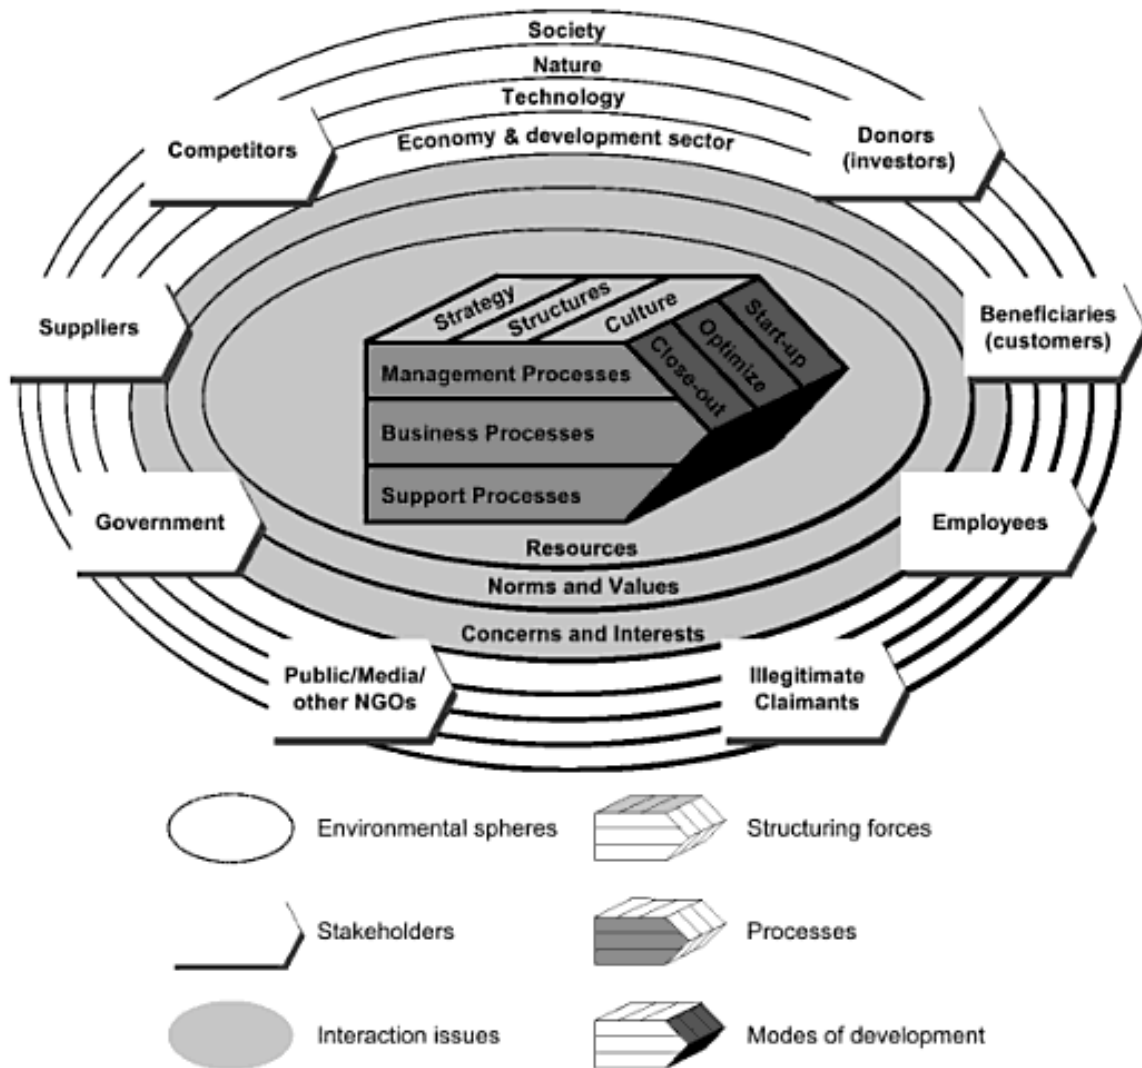 Society
Nature
Technology
Economy & development sector
Competitors
Donors
(investors)
Suppliers
Beneficiaries
(customers)
Strategy
Structures
Culture
Start-up
Optimize
Close-out
Management Processes
Business Processes
Support Processes
Government
Employees
Resources
Norms and Values
Concerns and Interests
Public/Media/
other NGOs
Illegitimate
Claimants
Environmental spheres
Structuring forces
Stakeholders
Processes
Interaction issues
Modes of development